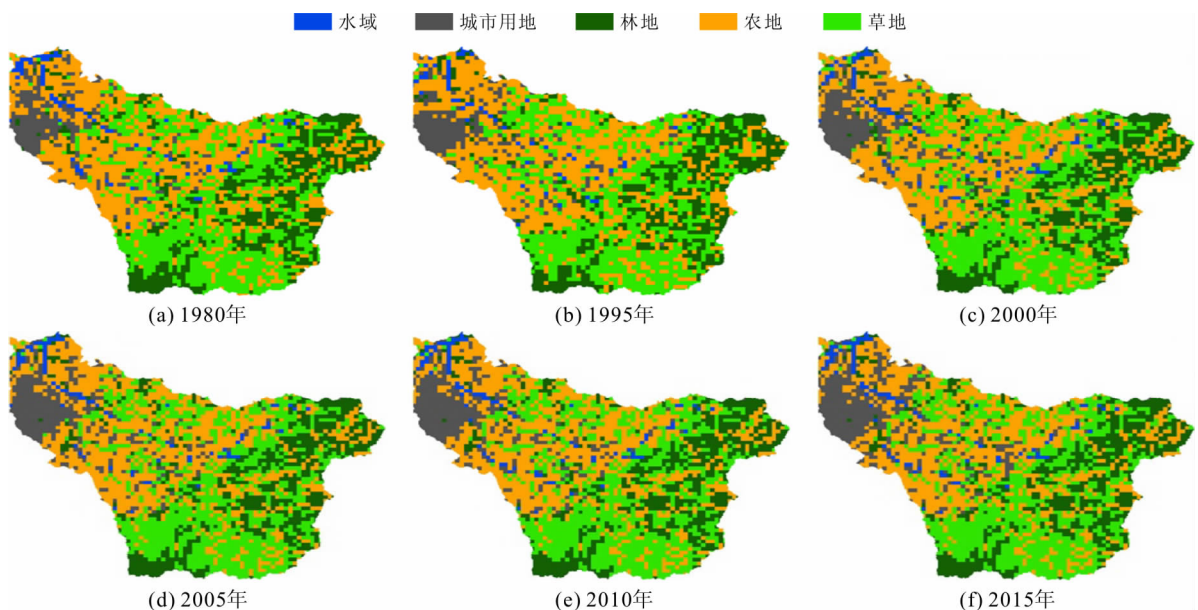 水域 城市用地 林地 农地 草地
(a) 1980年 (b) 1995年 (c) 2000年
(d) 2005年 (e) 2010年 (f) 2015年